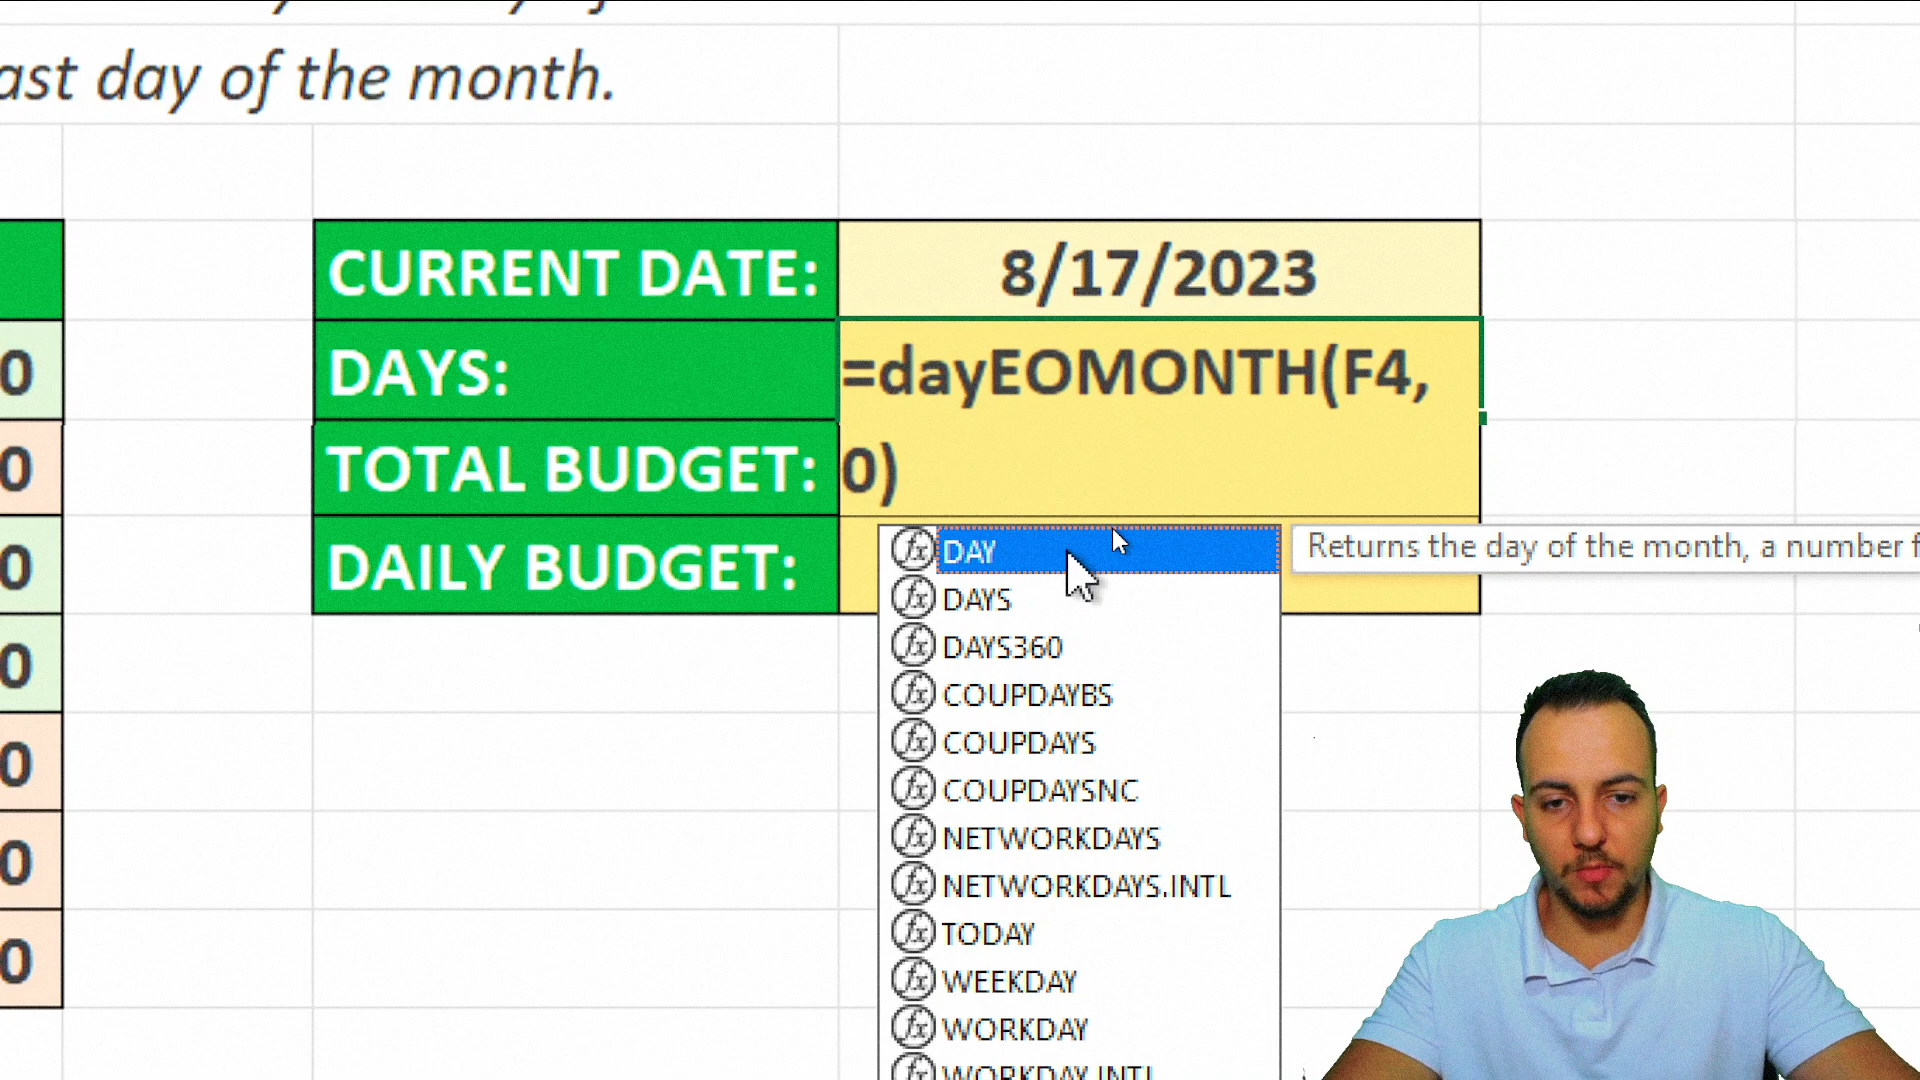 ast day of the month.
CURRENT DATE: 8/17/2023
0 DAYS: =dayEOMONTH(F4,
0 TOTAL BUDGET: 0)
0 DAILY BUDGET:
DAY Returns the day of the month, a number f
DAYS
DAYS360
0
COUPDAYBS
COUPDAYS
0
COUPDAYSNC
NETWORKDAYS
0
NETWORKDAYS.INTL
TODAY
0
WEEKDAY
WORKDAY
WORKDAY.INTL